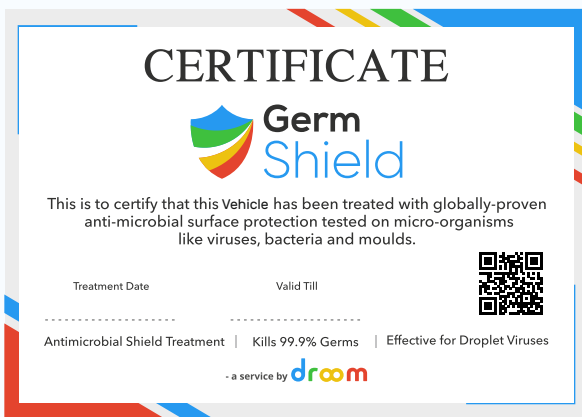 CERTIFICATE
Germ
Shield
This is to certify that this Vehicle has been treated with globally-proven
anti-microbial surface protection tested on micro-organisms
like viruses, bacteria and moulds.
Treatment Date
Valid Till
Antimicrobial Shield Treatment | Kills 99.9% Germs | Effective for Droplet Viruses
- a service by droom